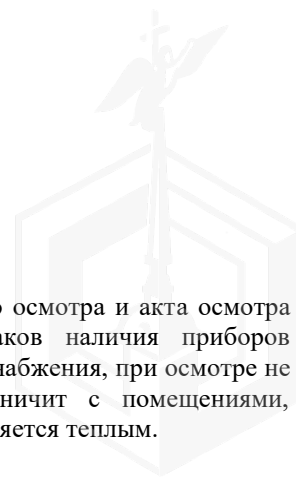 о осмотра и акта осмотра
аков наличия приборов
набжения, при осмотре не
ничит с помещениями,
яется теплым.